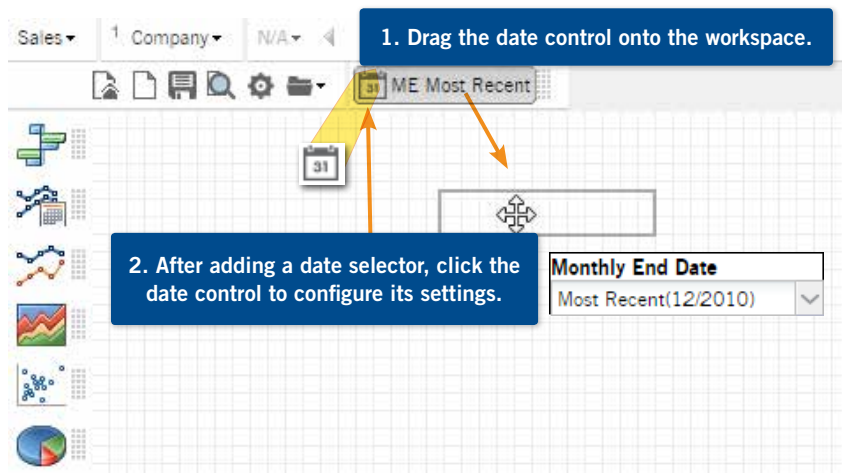 Sales
1 Company
N/A
1. Drag the date control onto the workspace.
31 ME Most Recent
31
2. After adding a date selector, click the
date control to configure its settings.
Monthly End Date
Most Recent(12/2010)